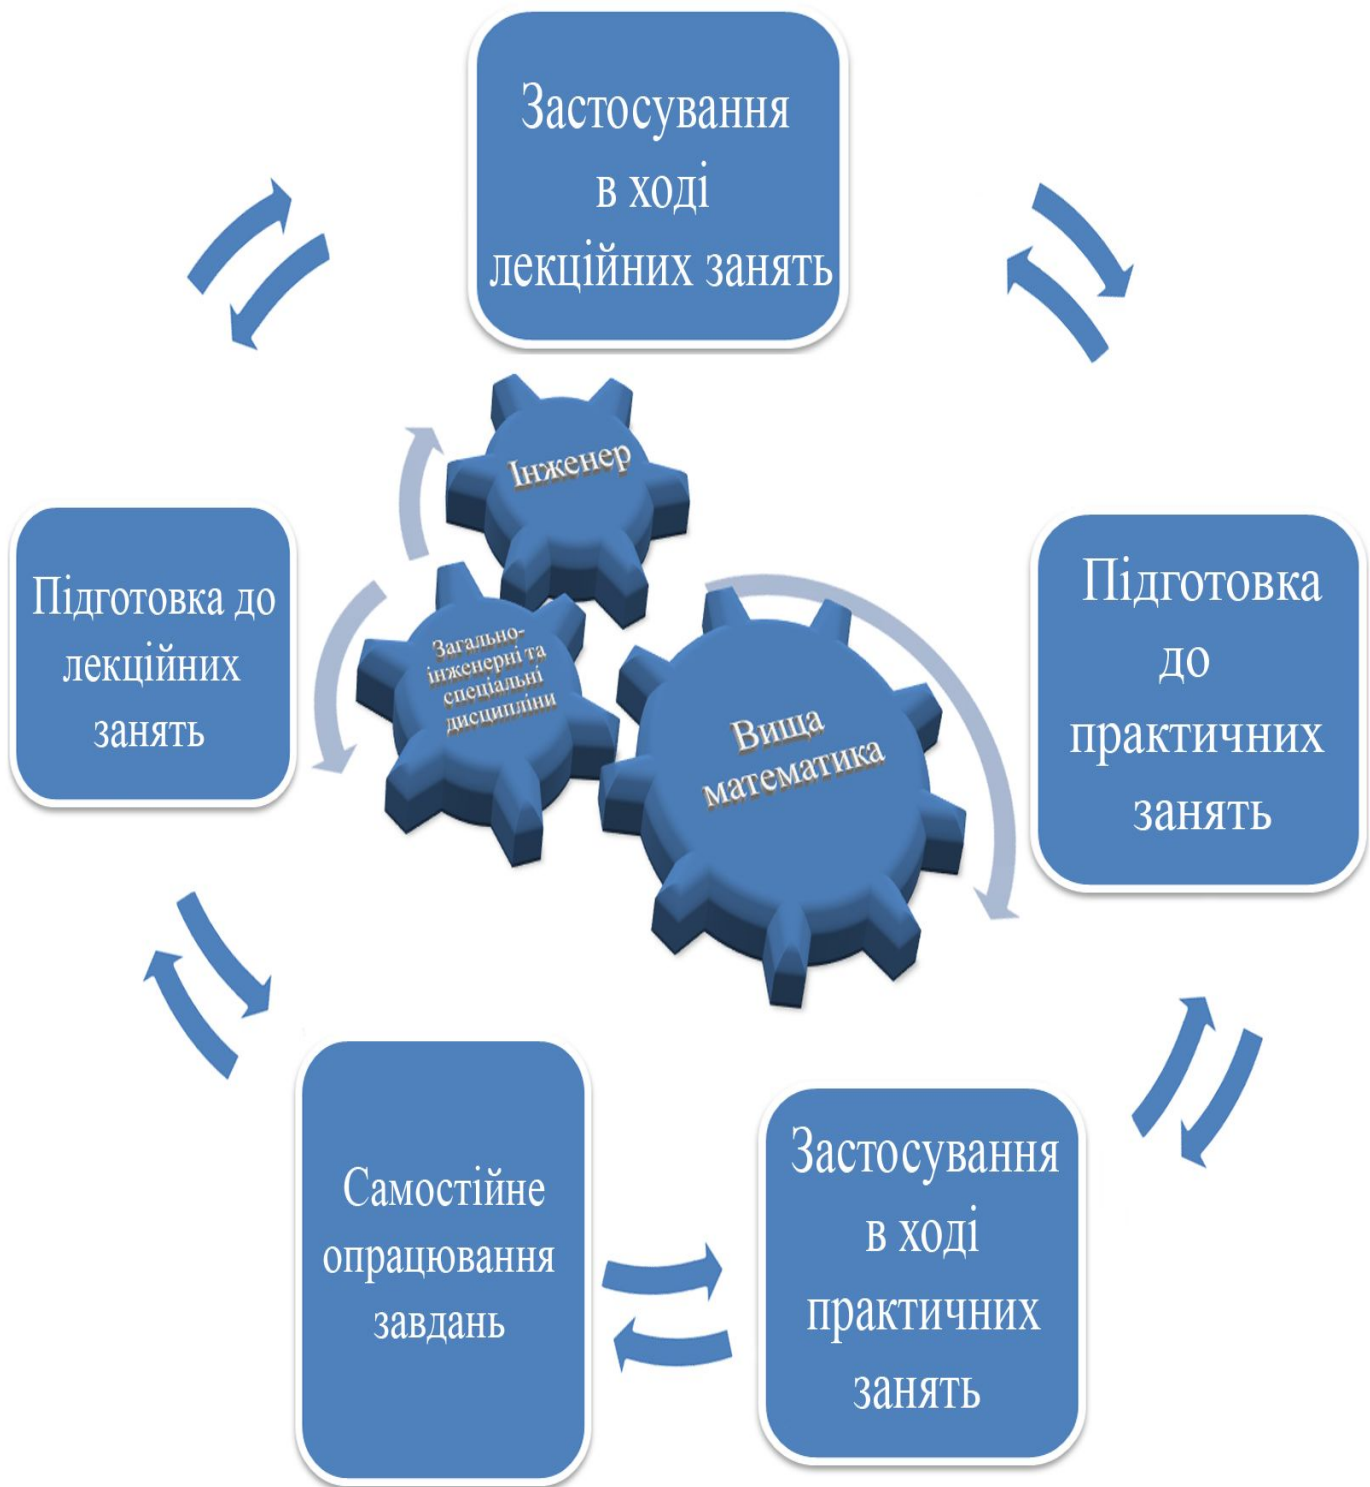 Застосування
в ході
лекційних занять
Інженер
Підготовка до
лекційних
занять
Загально-
інженерні та
спеціальні
дисципліни
Вища
математика
Підготовка
до
практичних
занять
Самостійне
опрацювання
завдань
Застосування
в ході
практичних
занять